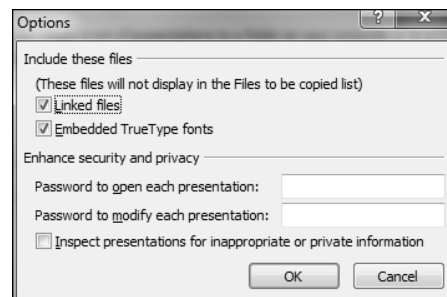 Options
Include these files
(These files will not display in the Files to be copied list)
Linked files
Embedded TrueType fonts
Enhance security and privacy
Password to open each presentation:
Password to modify each presentation:
Inspect presentations for inappropriate or private information
OK Cancel